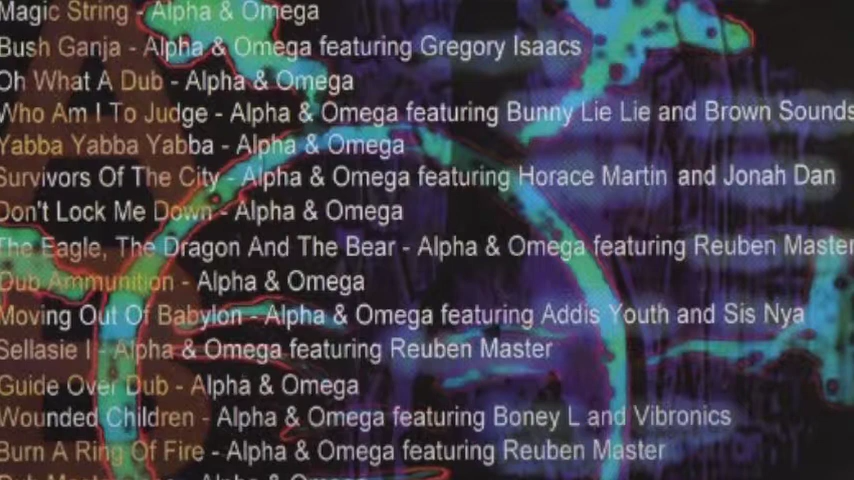 Magic String - Alpha & Omega
Bush Ganja - Alpha & Omega featuring Gregory Isaacs
Oh What A Dub - Alpha & Omega
Who Am I To Judge - Alpha & Omega featuring Bunny Lie Lie and Brown Sounds
Yabba Yabba Yabba - Alpha & Omega
Survivors Of The City - Alpha & Omega featuring Horace Martin and Jonah Dan
Don't Lock Me Down - Alpha & Omega
The Eagle, The Dragon And The Bear - Alpha & Omega featuring Reuben Master
Dub Ammunition - Alpha & Omega
Moving Out Of Babylon - Alpha & Omega featuring Addis Youth and Sis Nya
Sellasie I - Alpha & Omega featuring Reuben Master
Guide Over Dub - Alpha & Omega
Wounded Children - Alpha & Omega featuring Boney L and Vibronics
Burn A Ring Of Fire - Alpha & Omega featuring Reuben Master